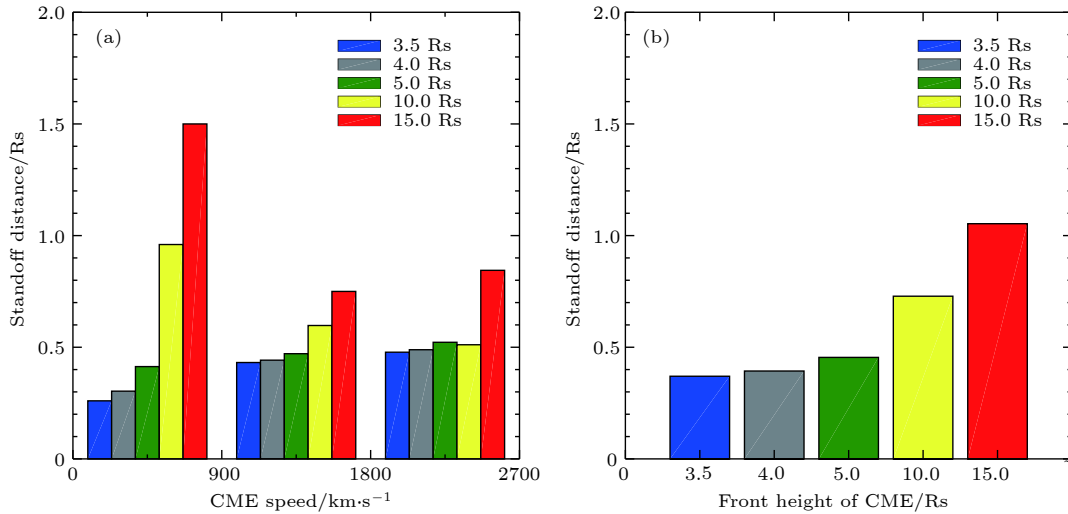 (a)
3.5 Rs
4.0 Rs
5.0 Rs
10.0 Rs
15.0 Rs
Standoff distance/Rs
2.0
1.5
1.0
0.5
0
0 900 1800 2700
CME speed/km·s⁻¹
(b)
3.5 Rs
4.0 Rs
5.0 Rs
10.0 Rs
15.0 Rs
Standoff distance/Rs
2.0
1.5
1.0
0.5
0
0 3.5 4.0 5.0 10.0 15.0
Front height of CME/Rs